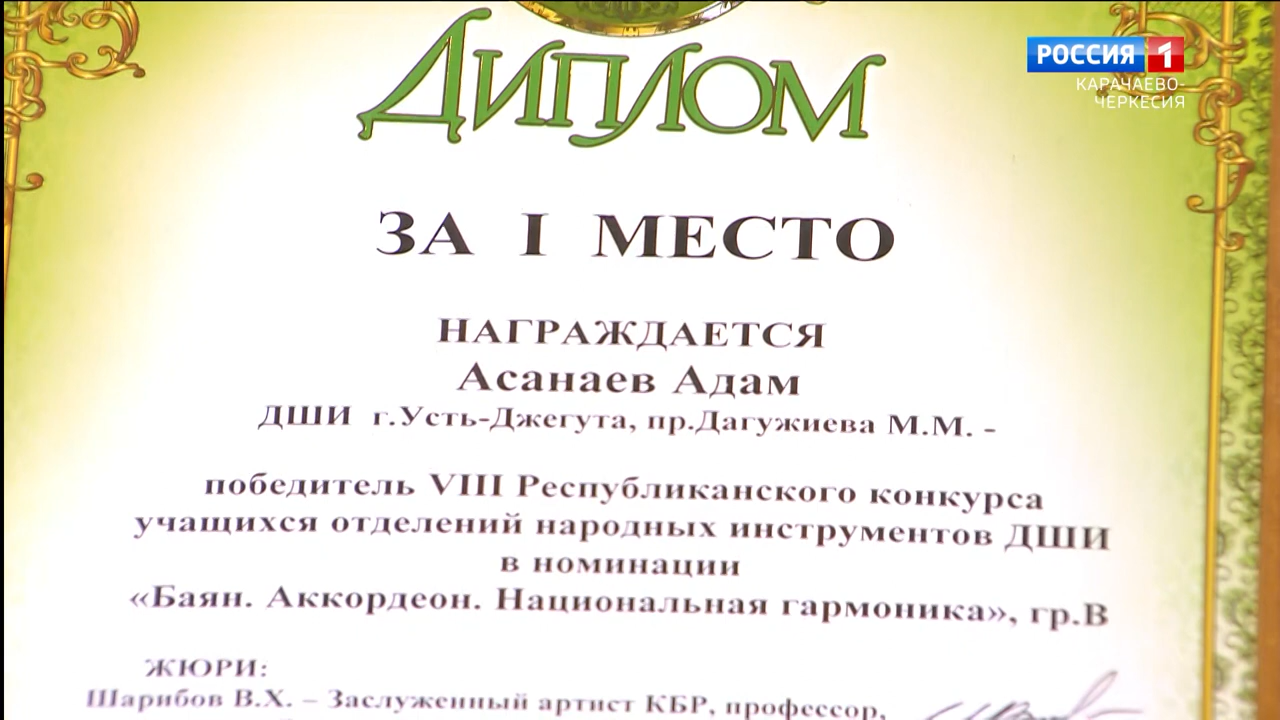 ДИПЛОМ
РОССИЯ 1
КАРАЧАЕВО-
ЧЕРКЕСИЯ
ЗА I МЕСТО
НАГРАЖДАЕТСЯ
Асанаев Адам
ДШИ г.Усть-Джегута, пр.Дагужиева М.М. -
победитель VIII Республиканского конкурса
учащихся отделений народных инструментов ДШИ
в номинации
«Баян. Аккордеон. Национальная гармоника», гр.В
ЖЮРИ:
Шарибов В.Х. – Заслуженный артист КБР, профессор,